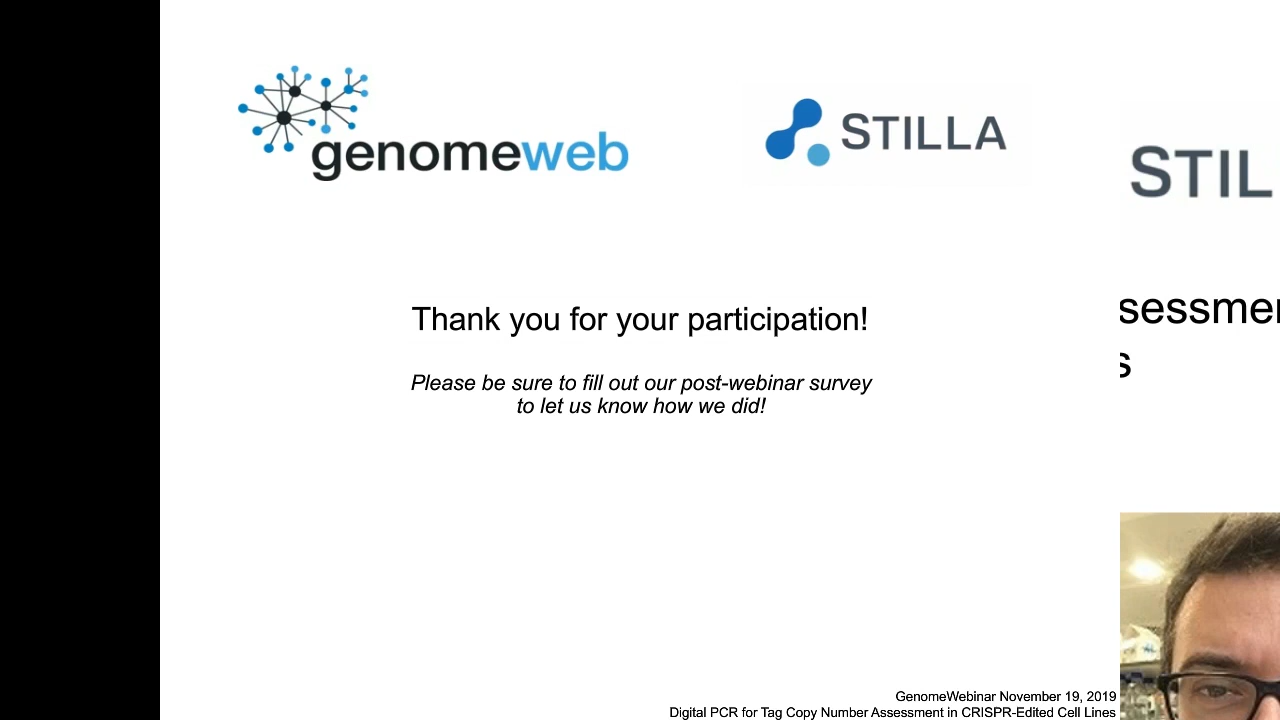 genomeweb
STILLA
STIL
Thank you for your participation!
sessmen
s
Please be sure to fill out our post-webinar survey
to let us know how we did!
GenomeWebinar November 19, 2019
Digital PCR for Tag Copy Number Assessment in CRISPR-Edited Cell Lines